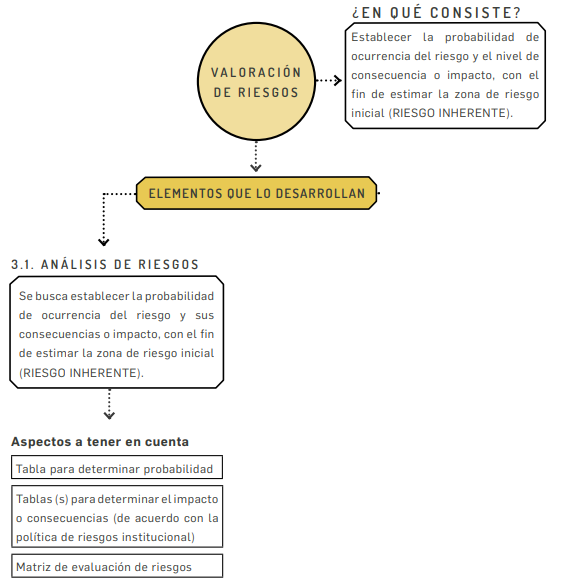 ¿EN QUÉ CONSISTE?
Establecer la probabilidad de
ocurrencia del riesgo y el nivel de
consecuencia o impacto, con el
fin de estimar la zona de riesgo
inicial (RIESGO INHERENTE).
VALORACIÓN
DE RIESGOS
ELEMENTOS QUE LO DESARROLLAN
3.1. ANÁLISIS DE RIESGOS
Se busca establecer la probabilidad
de ocurrencia del riesgo y sus
consecuencias o impacto, con el fin
de estimar la zona de riesgo inicial
(RIESGO INHERENTE).
Aspectos a tener en cuenta
Tabla para determinar probabilidad
Tablas (s) para determinar el impacto
o consecuencias (de acuerdo con la
política de riesgos institucional)
Matriz de evaluación de riesgos